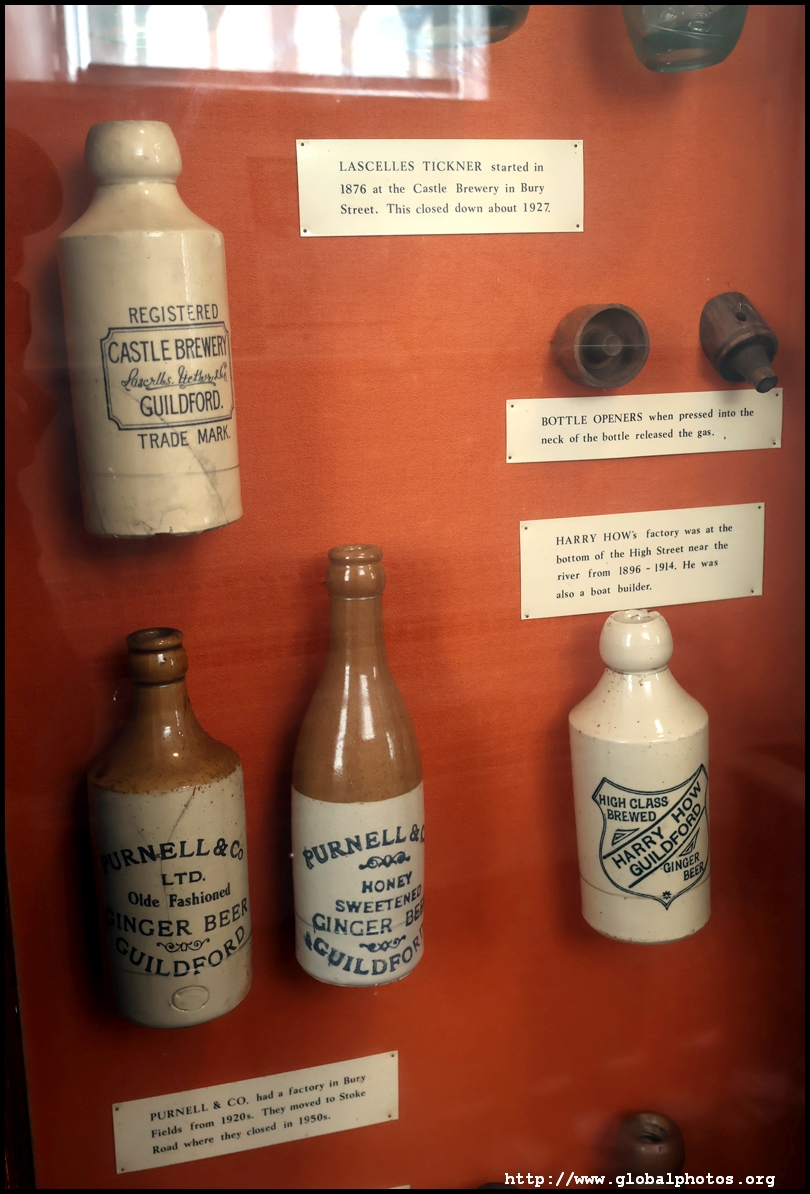 LASCELLES TICKNER started in
1876 at the Castle Brewery in Bury
Street. This closed down about 1927.
REGISTERED
CASTLE BREWERY
GUILDFORD.
TRADE MARK.
BOTTLE OPENERS when pressed into the
neck of the bottle released the gas.
HARRY HOW's factory was at the
bottom of the High Street near the
river from 1896 - 1914. He was
also a boat builder.
HIGH CLASS
BREWED
HARRY HOW
GUILDFORD
GINGER
BEER
PURNELL & Co
LTD.
Olde Fashioned
GINGER BEER
GUILDFORD
PURNELL & C
HONEY
SWEETENED
GINGER BEE
GUILDFOR
PURNELL & CO. had a factory in Bury
Fields from 1920s. They moved to Stoke
Road where they closed in 1950s.
http://www.globalphotos.org